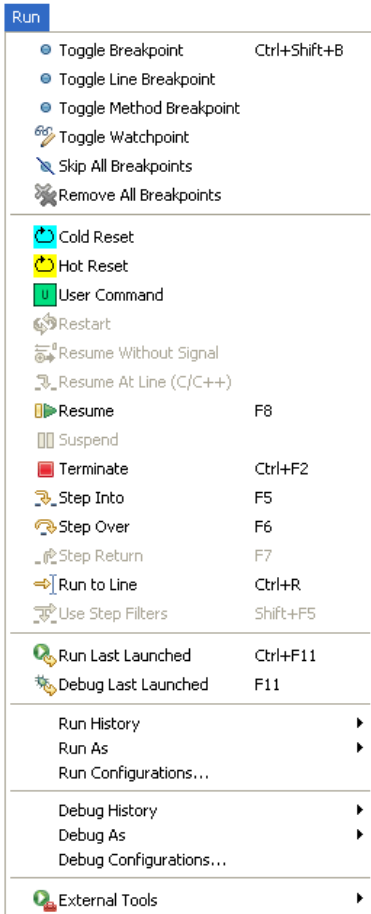 Run
Toggle Breakpoint Ctrl+Shift+B
Toggle Line Breakpoint
Toggle Method Breakpoint
Toggle Watchpoint
Skip All Breakpoints
Remove All Breakpoints
Cold Reset
Hot Reset
U User Command
Restart
Resume Without Signal
Resume At Line (C/C++)
Resume F8
Suspend
Terminate Ctrl+F2
Step Into F5
Step Over F6
Step Return F7
Run to Line Ctrl+R
Use Step Filters Shift+F5
Run Last Launched Ctrl+F11
Debug Last Launched F11
Run History
Run As
Run Configurations...
Debug History
Debug As
Debug Configurations...
External Tools